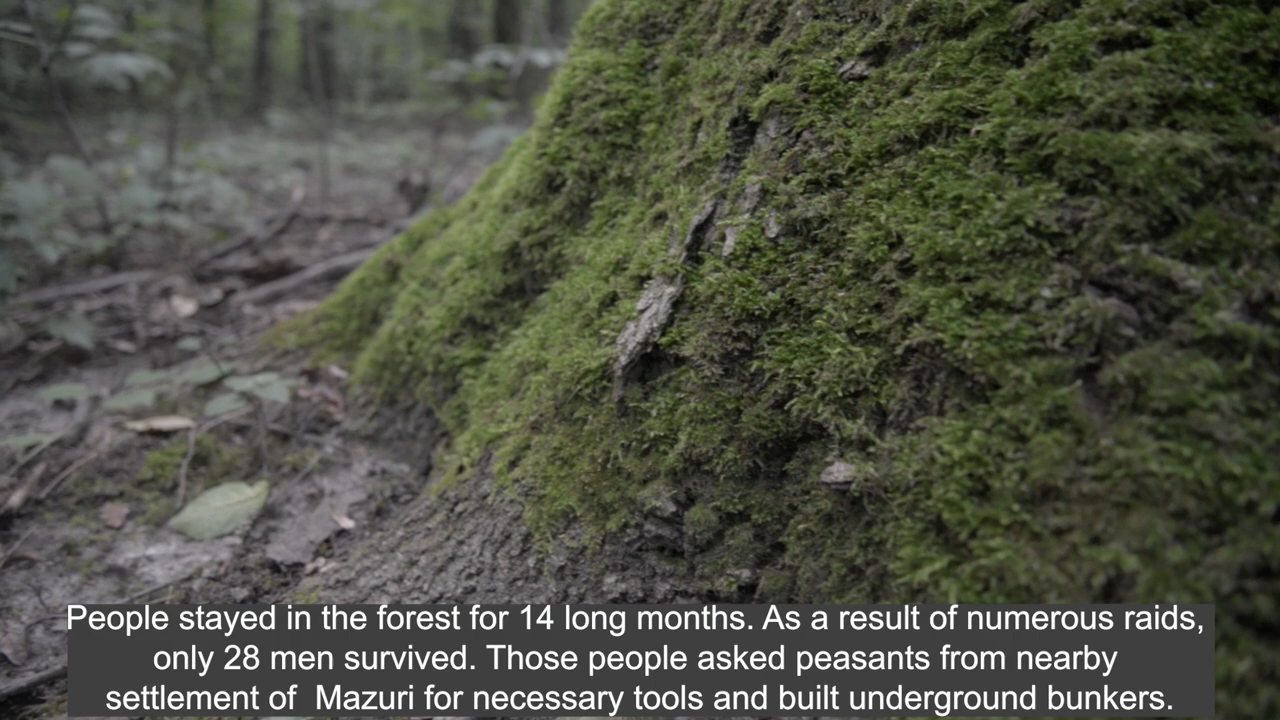 People stayed in the forest for 14 long months. As a result of numerous raids,
only 28 men survived. Those people asked peasants from nearby
settlement of  Mazuri for necessary tools and built underground bunkers.